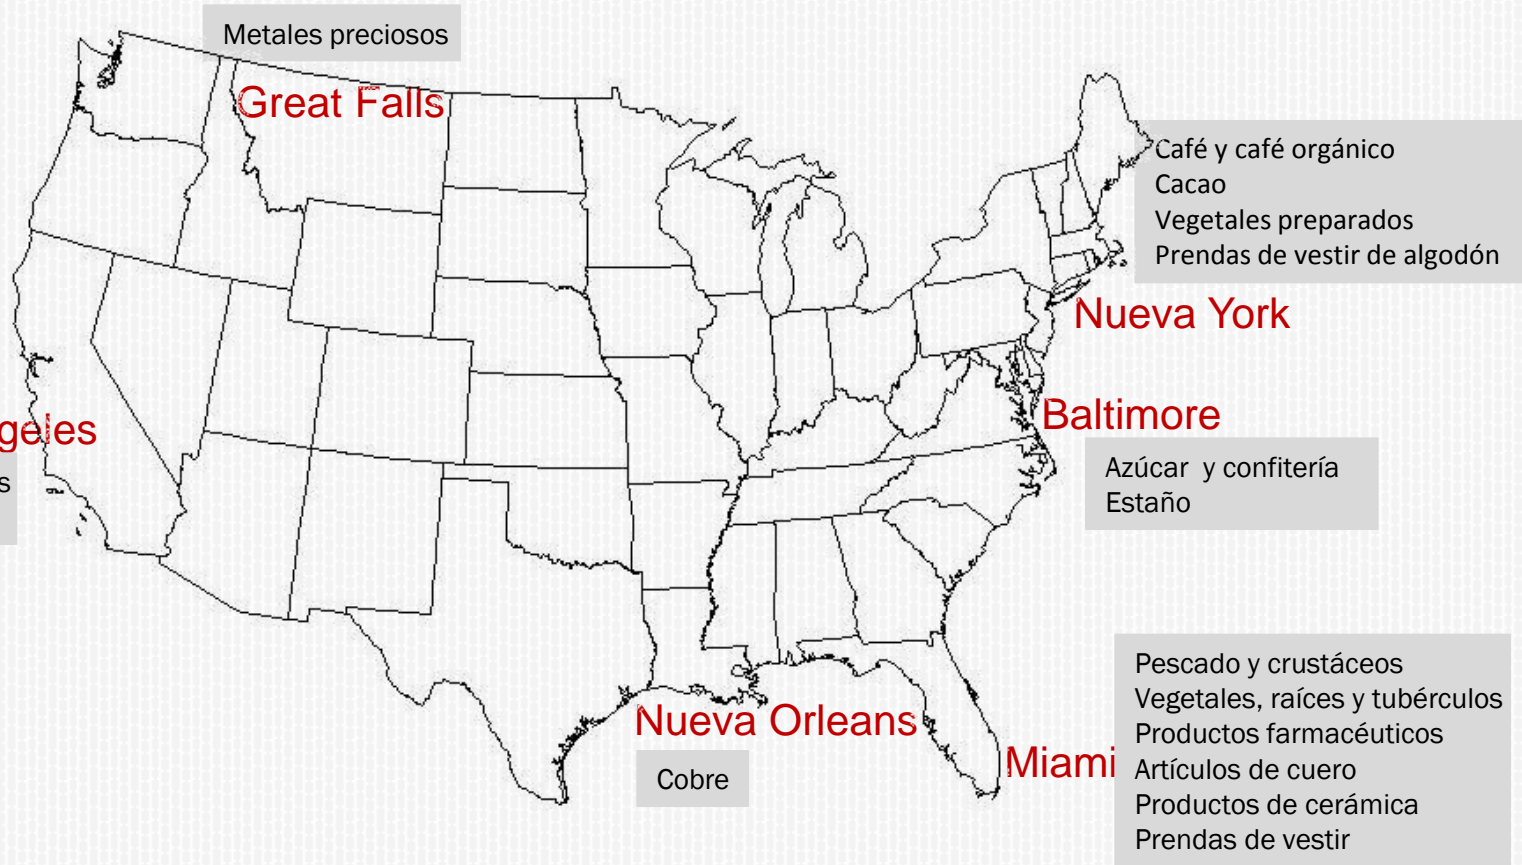 Metales preciosos
Great Falls
Café y café orgánico
Cacao
Vegetales preparados
Prendas de vestir de algodón
Nueva York
Baltimore
geles
s
Azúcar y confitería
Estaño
Pescado y crustáceos
Vegetales, raíces y tubérculos
Productos farmacéuticos
Artículos de cuero
Productos de cerámica
Prendas de vestir
Nueva Orleans
Miami
Cobre